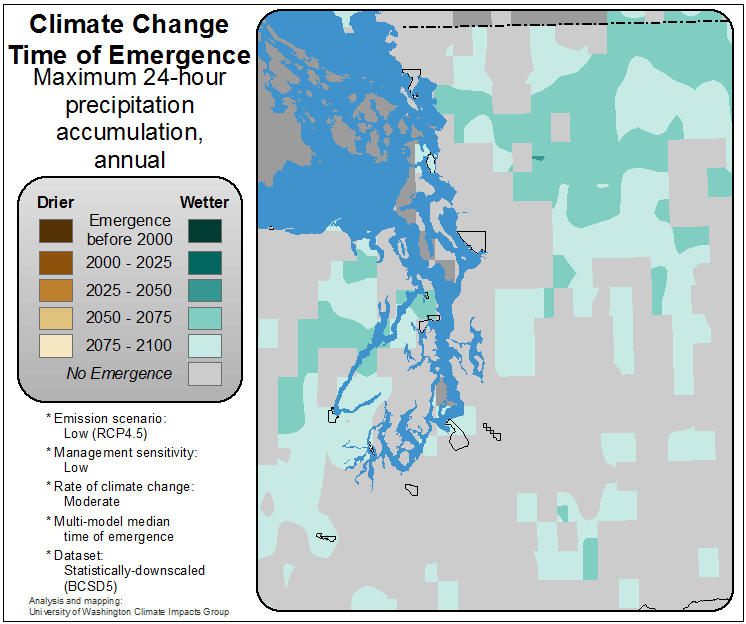 Climate Change
Time of Emergence
Maximum 24-hour
precipitation
accumulation,
annual
Drier Wetter
Emergence
before 2000
2000 - 2025
2025 - 2050
2050 - 2075
2075 - 2100
No Emergence
* Emission scenario:
Low (RCP4.5)
* Management sensitivity:
Low
* Rate of climate change:
Moderate
* Multi-model median
time of emergence
* Dataset:
Statistically-downscaled
(BCSD5)
Analysis and mapping:
University of Washington Climate Impacts Group